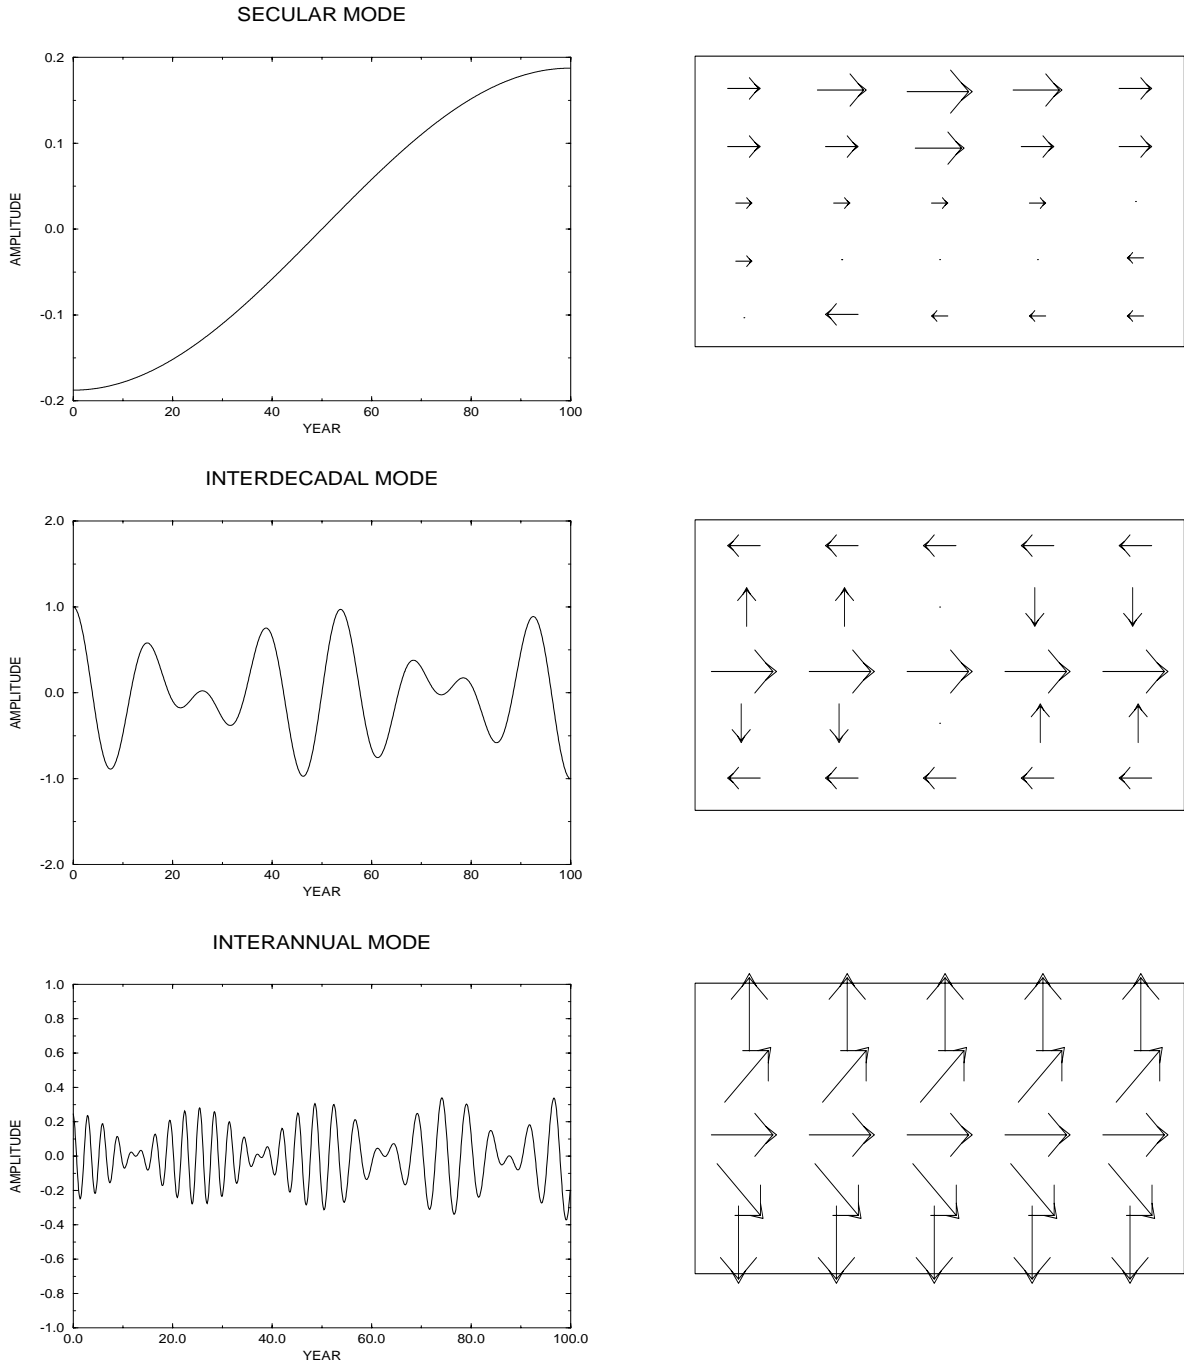 SECULAR MODE
0.2
0.1
0.0
-0.1
-0.2
AMPLITUDE
0 20 40 60 80 100
YEAR
INTERDECADAL MODE
2.0
1.0
0.0
-1.0
-2.0
AMPLITUDE
0 20 40 60 80 100
YEAR
INTERANNUAL MODE
1.0
0.8
0.6
0.4
0.2
0.0
-0.2
-0.4
-0.6
-0.8
-1.0
AMPLITUDE
0.0 20.0 40.0 60.0 80.0 100.0
YEAR